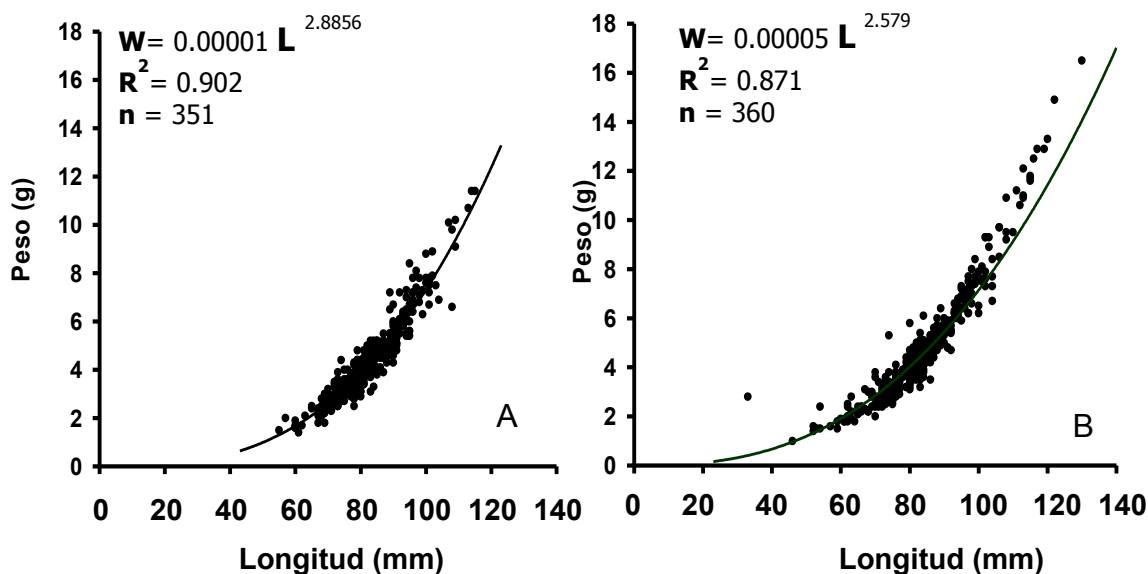 W= 0.00001 L 2.8856
R2= 0.902
n = 351
18
16
14
12
10
8
6
4
2
0
Peso (g)
A
0 20 40 60 80 100 120 140
Longitud (mm)
W= 0.00005 L 2.579
R2= 0.871
n = 360
18
16
14
12
10
8
6
4
2
0
Peso (g)
B
0 20 40 60 80 100 120 140
Longitud (mm)